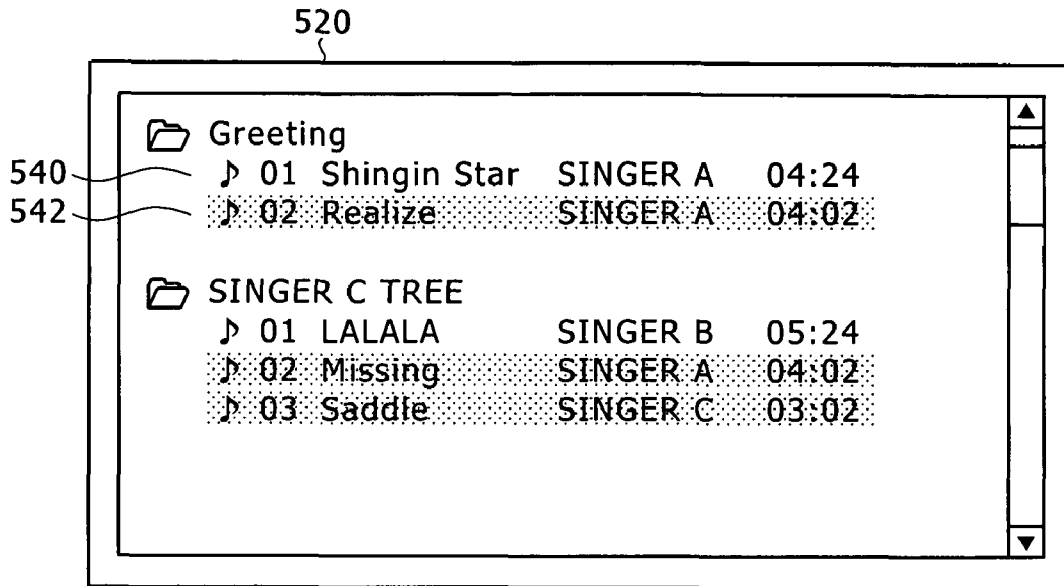 520
Greeting
540 ♪ 01 Shingin Star SINGER A 04:24
542 ♪ 02 Realize SINGER A 04:02
SINGER C TREE
♪ 01 LALALA SINGER B 05:24
♪ 02 Missing SINGER A 04:02
♪ 03 Saddle SINGER C 03:02